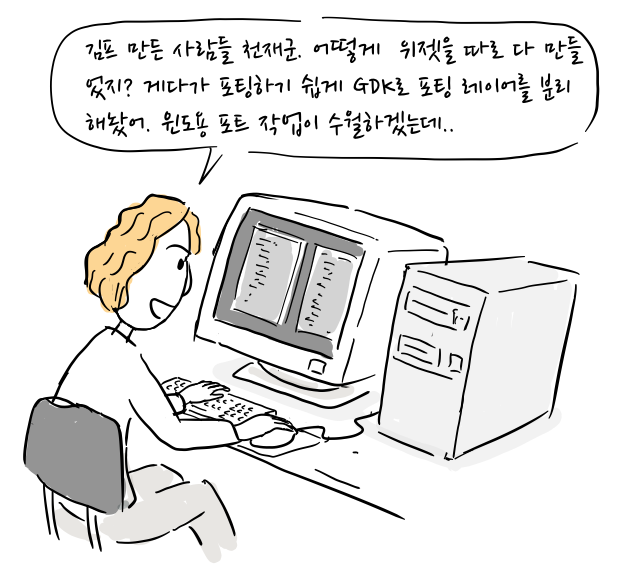 김프 만든 사람들 천재군. 어떻게 위젯을 따로 다 만들
었지? 게다가 포팅하기 쉽게 GDK로 포팅 레이어를 분리
해놨어. 윈도용 포트 작업이 수월하겠는데..